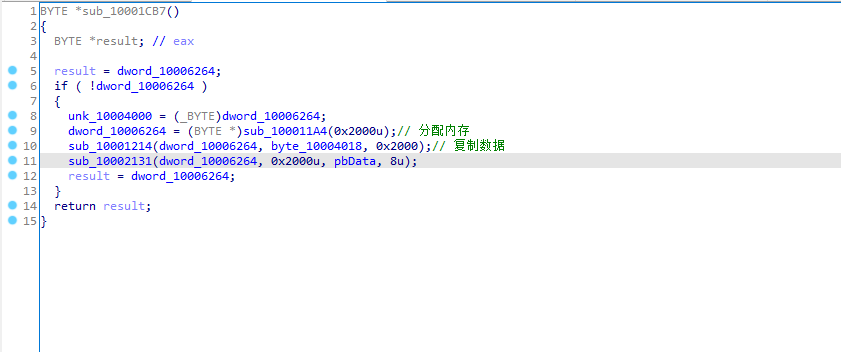 1 BYTE *sub_10001CB7()
2 {
3 BYTE *result; // eax
4
5 result = dword_10006264;
6 if ( !dword_10006264 )
7 {
8 unk_10004000 = (_BYTE)dword_10006264;
9 dword_10006264 = (BYTE *)sub_100011A4(0x2000u);// 分配内存
10 sub_10001214(dword_10006264, byte_10004018, 0x2000);// 复制数据
11 sub_10002131(dword_10006264, 0x2000u, pbData, 8u);
12 result = dword_10006264;
13 }
14 return result;
15 }